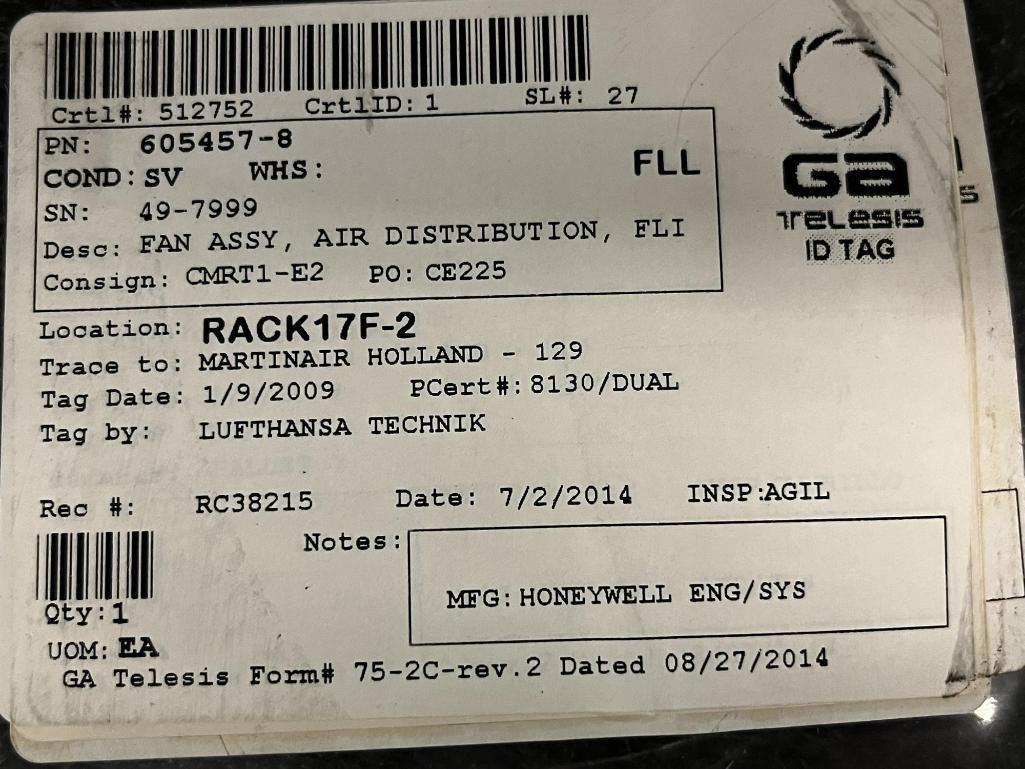 Crtl#: 512752 CrtlID: 1 SL#: 27
PN: 605457-8
COND: SV WHS: FLL
SN: 49-7999
Desc: FAN ASSY, AIR DISTRIBUTION, FLI
Consign: CMRT1-E2 PO: CE225
GA
TELESIS
ID TAG
Location: RACK17F-2
Trace to: MARTINAIR HOLLAND - 129
Tag Date: 1/9/2009 PCert#: 8130/DUAL
Tag by: LUFTHANSA TECHNIK
Rec #: RC38215 Date: 7/2/2014 INSP:AGIL
Notes:
MFG: HONEYWELL ENG/SYS
Qty: 1
UOM: EA
GA Telesis Form# 75-2C-rev.2 Dated 08/27/2014